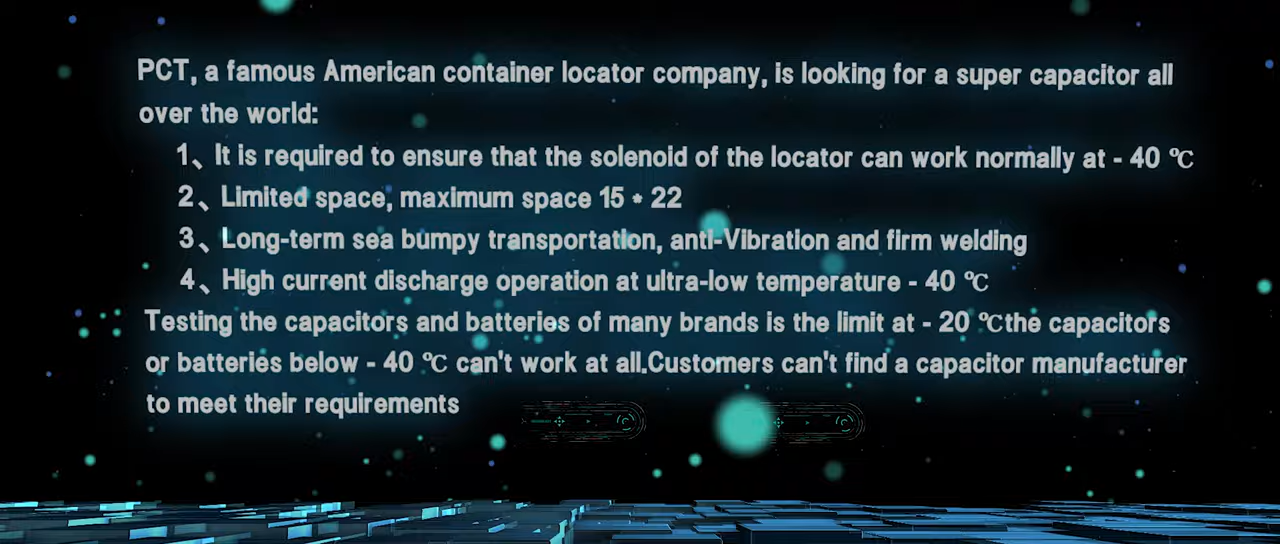 PCT, a famous American container locator company, is looking for a super capacitor all
over the world:
1、It is required to ensure that the solenoid of the locator can work normally at - 40 ℃
2、Limited space, maximum space 15 * 22
3、Long-term sea bumpy transportation, anti-Vibration and firm welding
4、High current discharge operation at ultra-low temperature - 40 ℃
Testing the capacitors and batteries of many brands is the limit at - 20 ℃the capacitors
or batteries below - 40 ℃ can't work at all.Customers can't find a capacitor manufacturer
to meet their requirements